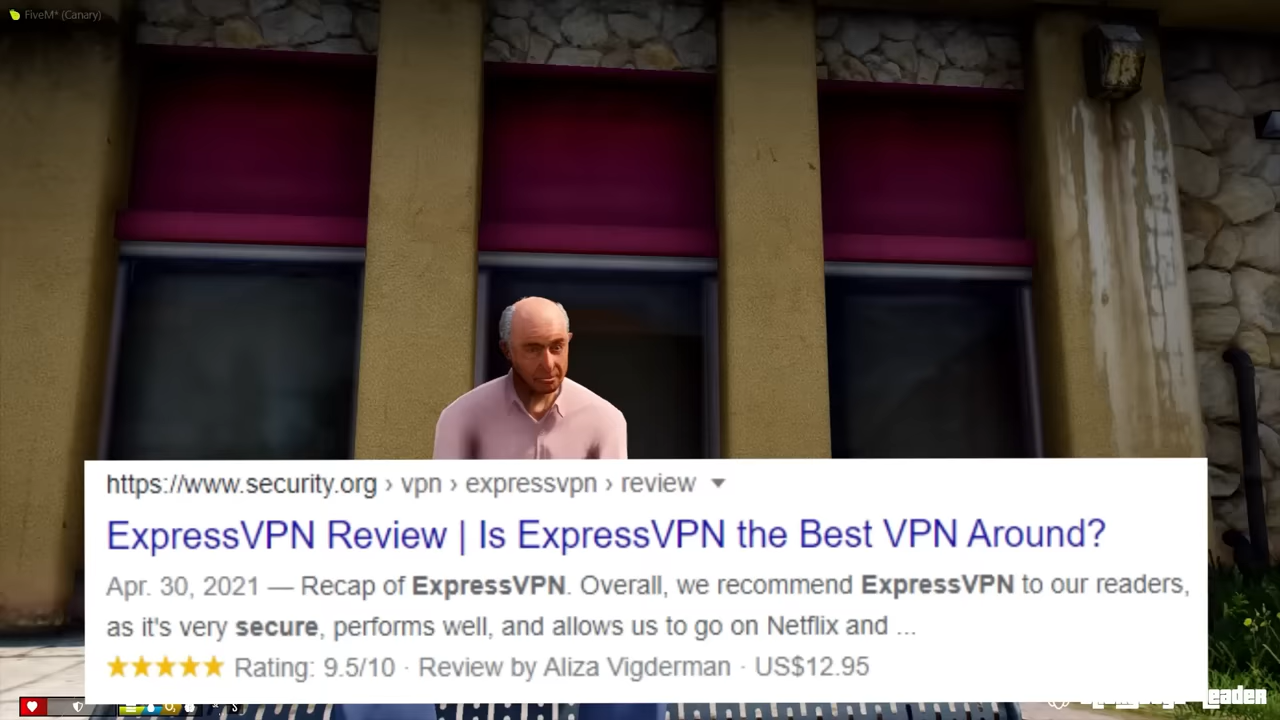 FiveM* (Canary)
https://www.security.org › vpn › expressvpn › review
ExpressVPN Review | Is ExpressVPN the Best VPN Around?
Apr. 30, 2021 — Recap of ExpressVPN. Overall, we recommend ExpressVPN to our readers,
as it's very secure, performs well, and allows us to go on Netflix and ...
Rating: 9.5/10 · Review by Aliza Vigderman · US$12.95
Leader